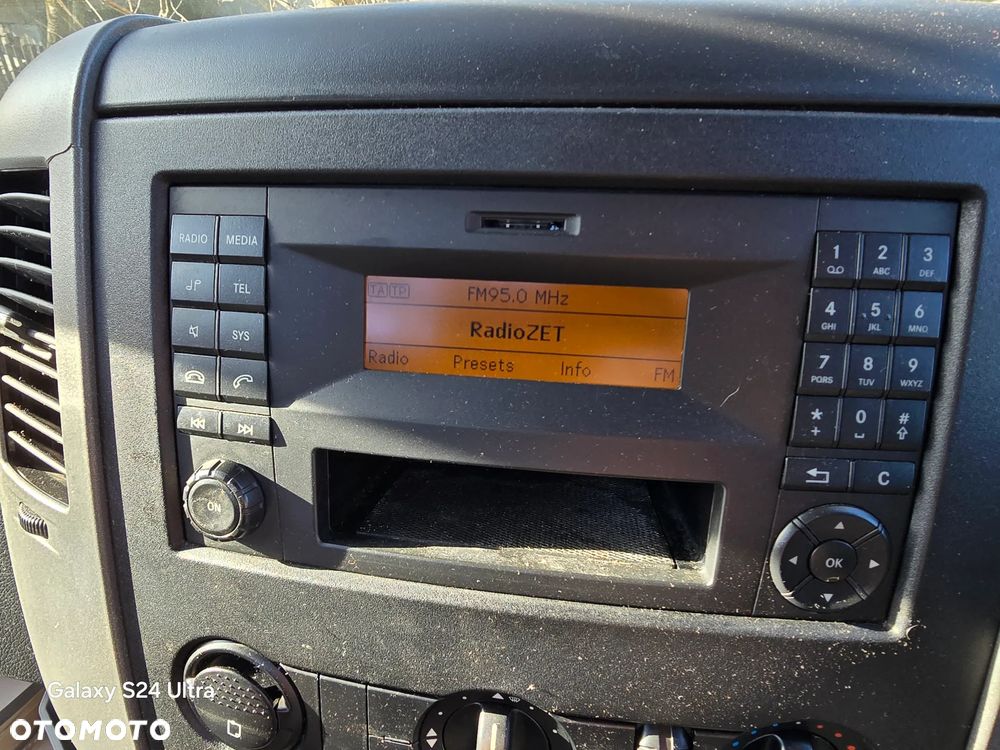 RADIO MEDIA
TEL
SYS
ON
TA TP FM95.0 MHz
RadioZET
Radio Presets Info FM
1 2 ABC 3 DEF
4 GHI 5 JKL 6 MNO
7 PQRS 8 TUV 9 WXYZ
* + 0 #
C
OK
Galaxy S24 Ultra
OTOMOTO